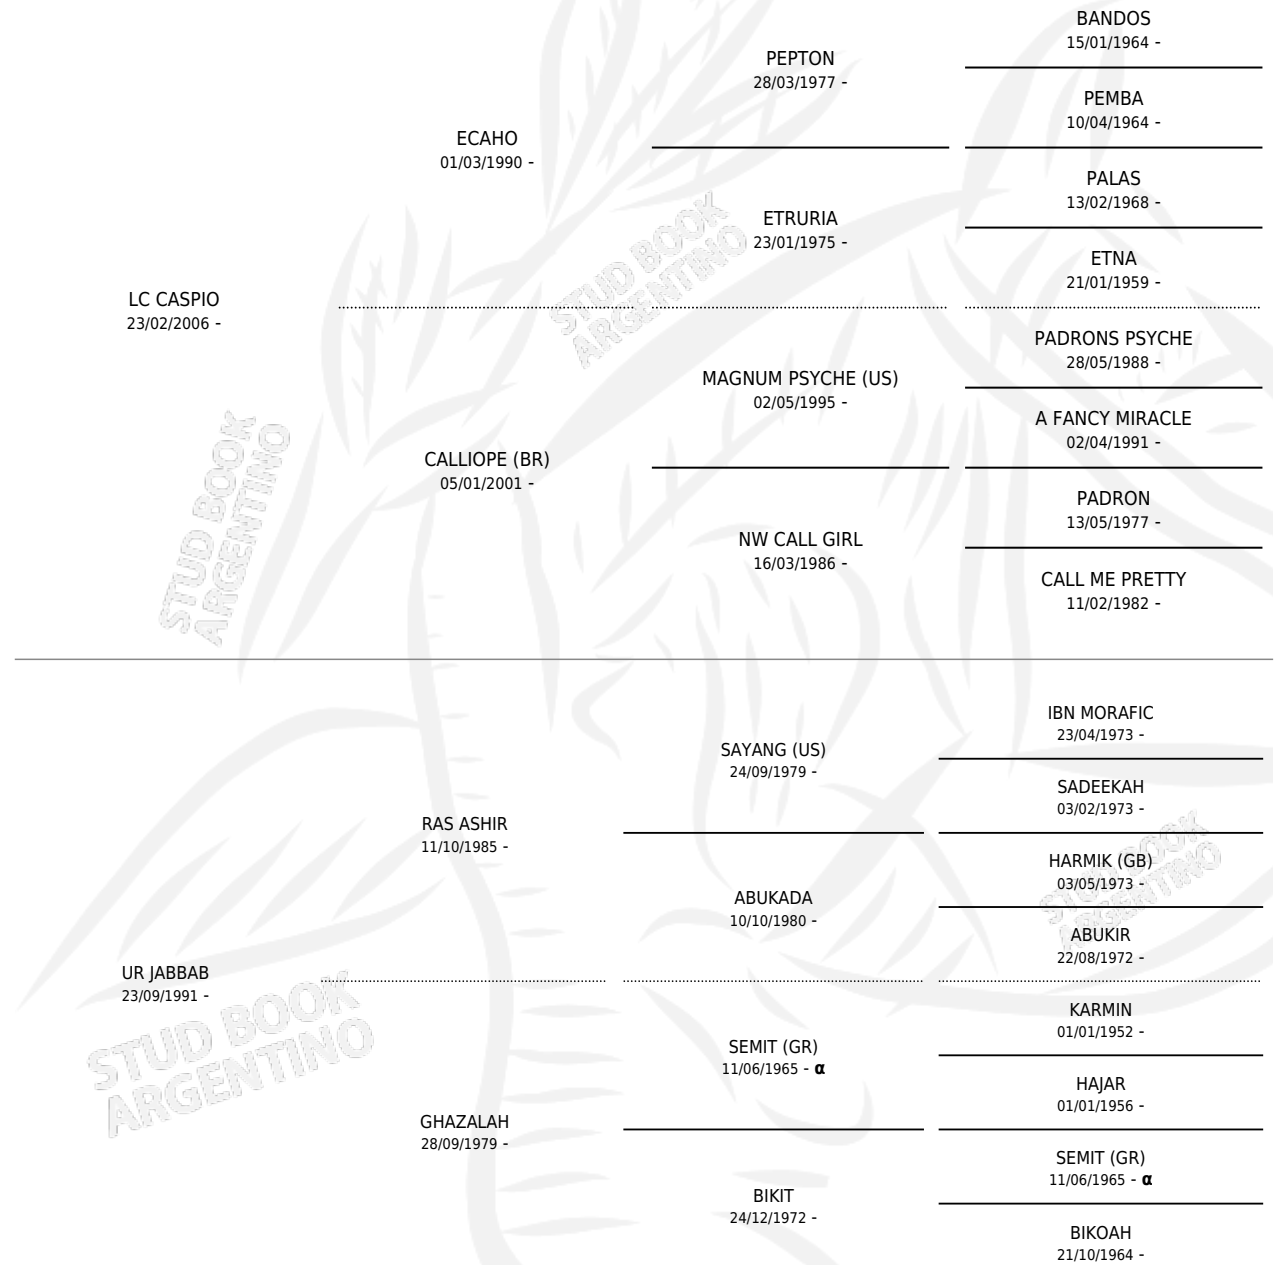 BANDOS
15/01/1964 -
PEPTON
28/03/1977 -
PEMBA
10/04/1964 -
ECAHO
01/03/1990 -
PALAS
13/02/1968 -
ETRURIA
23/01/1975 -
ETNA
21/01/1959 -
LC CASPIO
23/02/2006 -
PADRONS PSYCHE
28/05/1988 -
MAGNUM PSYCHE (US)
02/05/1995 -
A FANCY MIRACLE
02/04/1991 -
CALLIOPE (BR)
05/01/2001 -
PADRON
13/05/1977 -
NW CALL GIRL
16/03/1986 -
CALL ME PRETTY
11/02/1982 -
IBN MORAFIC
23/04/1973 -
SAYANG (US)
24/09/1979 -
SADEEKAH
03/02/1973 -
RAS ASHIR
11/10/1985 -
HARMIK (GB)
03/05/1973 -
ABUKADA
10/10/1980 -
ABUKIR
22/08/1972 -
UR JABBAB
23/09/1991 -
KARMIN
01/01/1952 -
SEMIT (GR)
11/06/1965 - α
HAJAR
01/01/1956 -
GHAZALAH
28/09/1979 -
SEMIT (GR)
11/06/1965 - α
BIKIT
24/12/1972 -
BIKOAH
21/10/1964 -
STUD BOOK
ARGENTINO
STUD BOOK
ARGENTINO
STUD BOOK
ARGENTINO
STUD BOOK
ARGENTINO